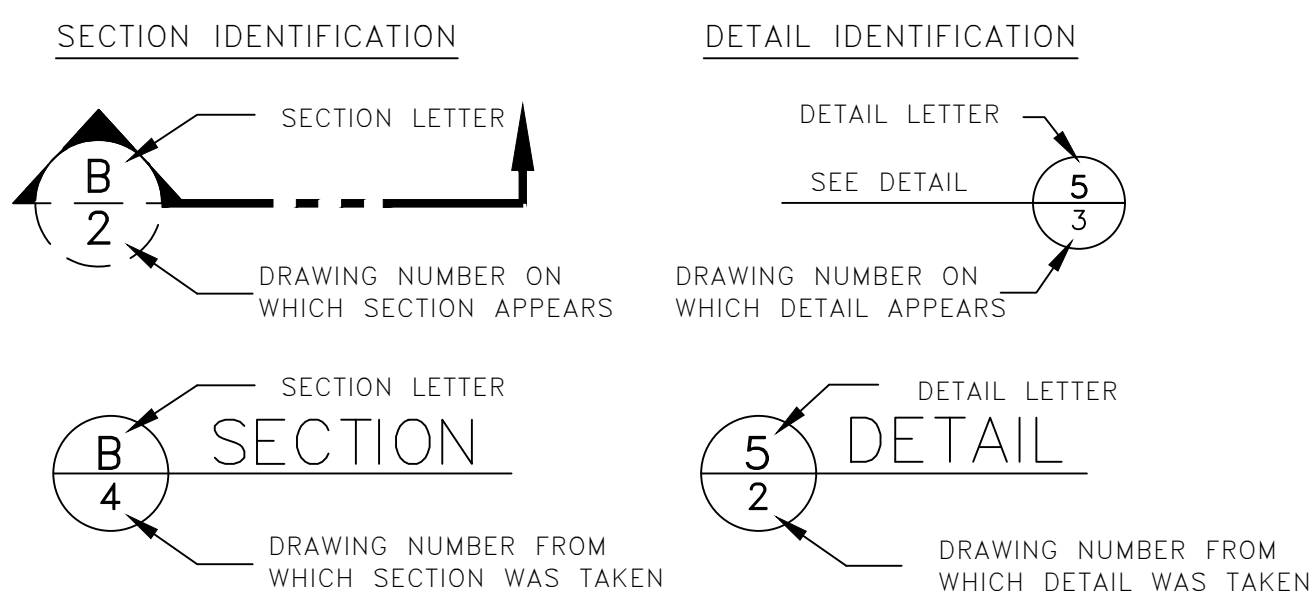 SECTION IDENTIFICATION
SECTION LETTER
B
2
DRAWING NUMBER ON
WHICH SECTION APPEARS
SECTION LETTER
B
4
SECTION
DRAWING NUMBER FROM
WHICH SECTION WAS TAKEN
DETAIL IDENTIFICATION
DETAIL LETTER
SEE DETAIL
5
3
DRAWING NUMBER ON
WHICH DETAIL APPEARS
DETAIL LETTER
5
2
DETAIL
DRAWING NUMBER FROM
WHICH DETAIL WAS TAKEN